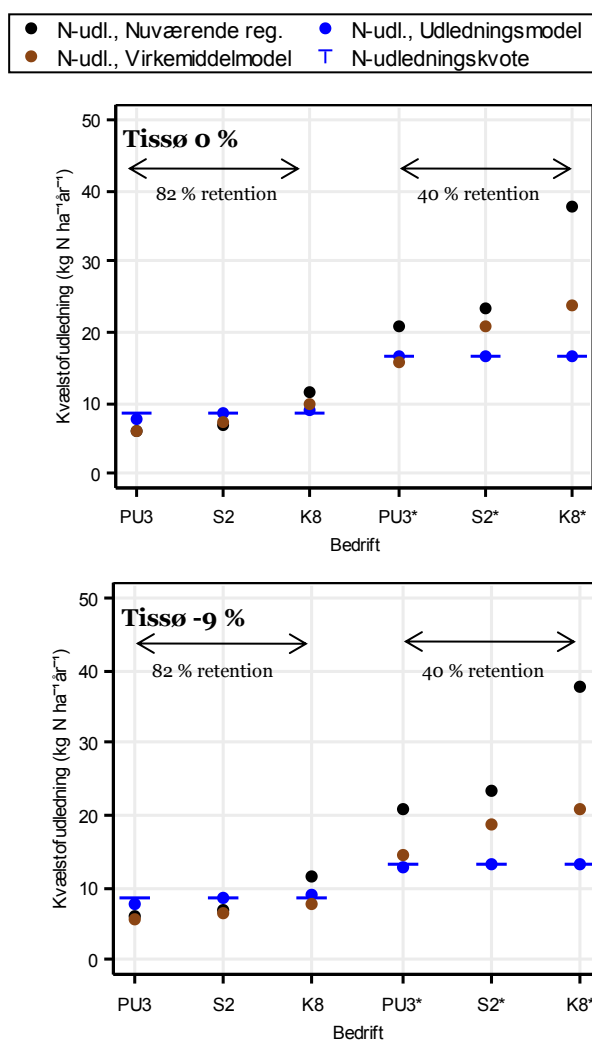 N-udl., Nuværende reg.
N-udl., Udledningsmodel
N-udl., Virkemiddelmodel
N-udledningskvote
Kvælstofudledning (kg N ha⁻¹år⁻¹)
50
40
30
20
10
0
Tissø 0 %
82 % retention
40 % retention
PU3
S2
K8
PU3*
S2*
K8*
Bedrift
Kvælstofudledning (kg N ha⁻¹år⁻¹)
50
40
30
20
10
0
Tissø -9 %
82 % retention
40 % retention
PU3
S2
K8
PU3*
S2*
K8*
Bedrift